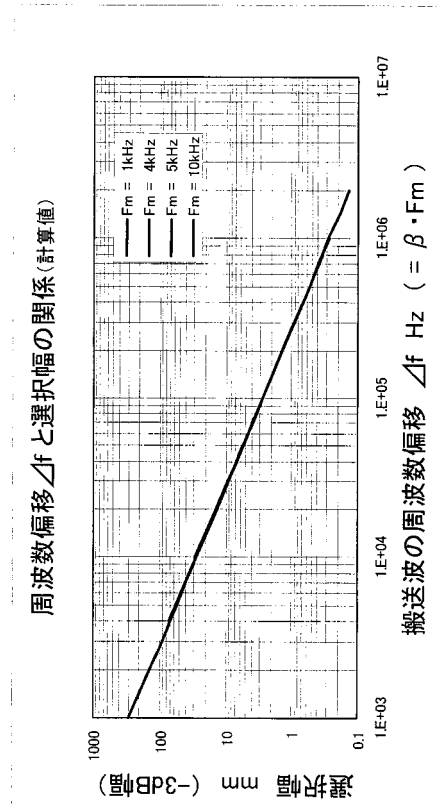 周波数偏移⊿fと選択幅の関係(計算値)
1000
100
10
1
0.1
選択幅 mm (-3dB幅)
Fm = 1kHz
Fm = 4kHz
Fm = 5kHz
Fm = 10kHz
1.E+03
1.E+04
1.E+05
1.E+06
1.E+07
搬送波の周波数偏移 ⊿f Hz (= β・Fm)